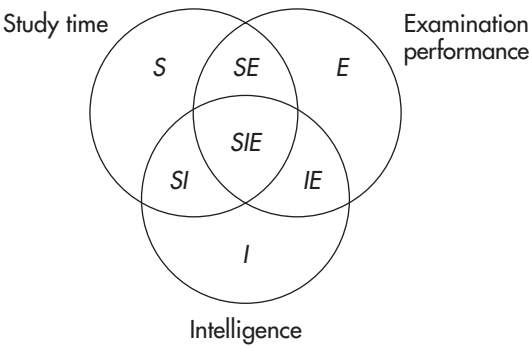 Study time
Examination
performance
S
SE
E
SIE
SI
IE
I
Intelligence